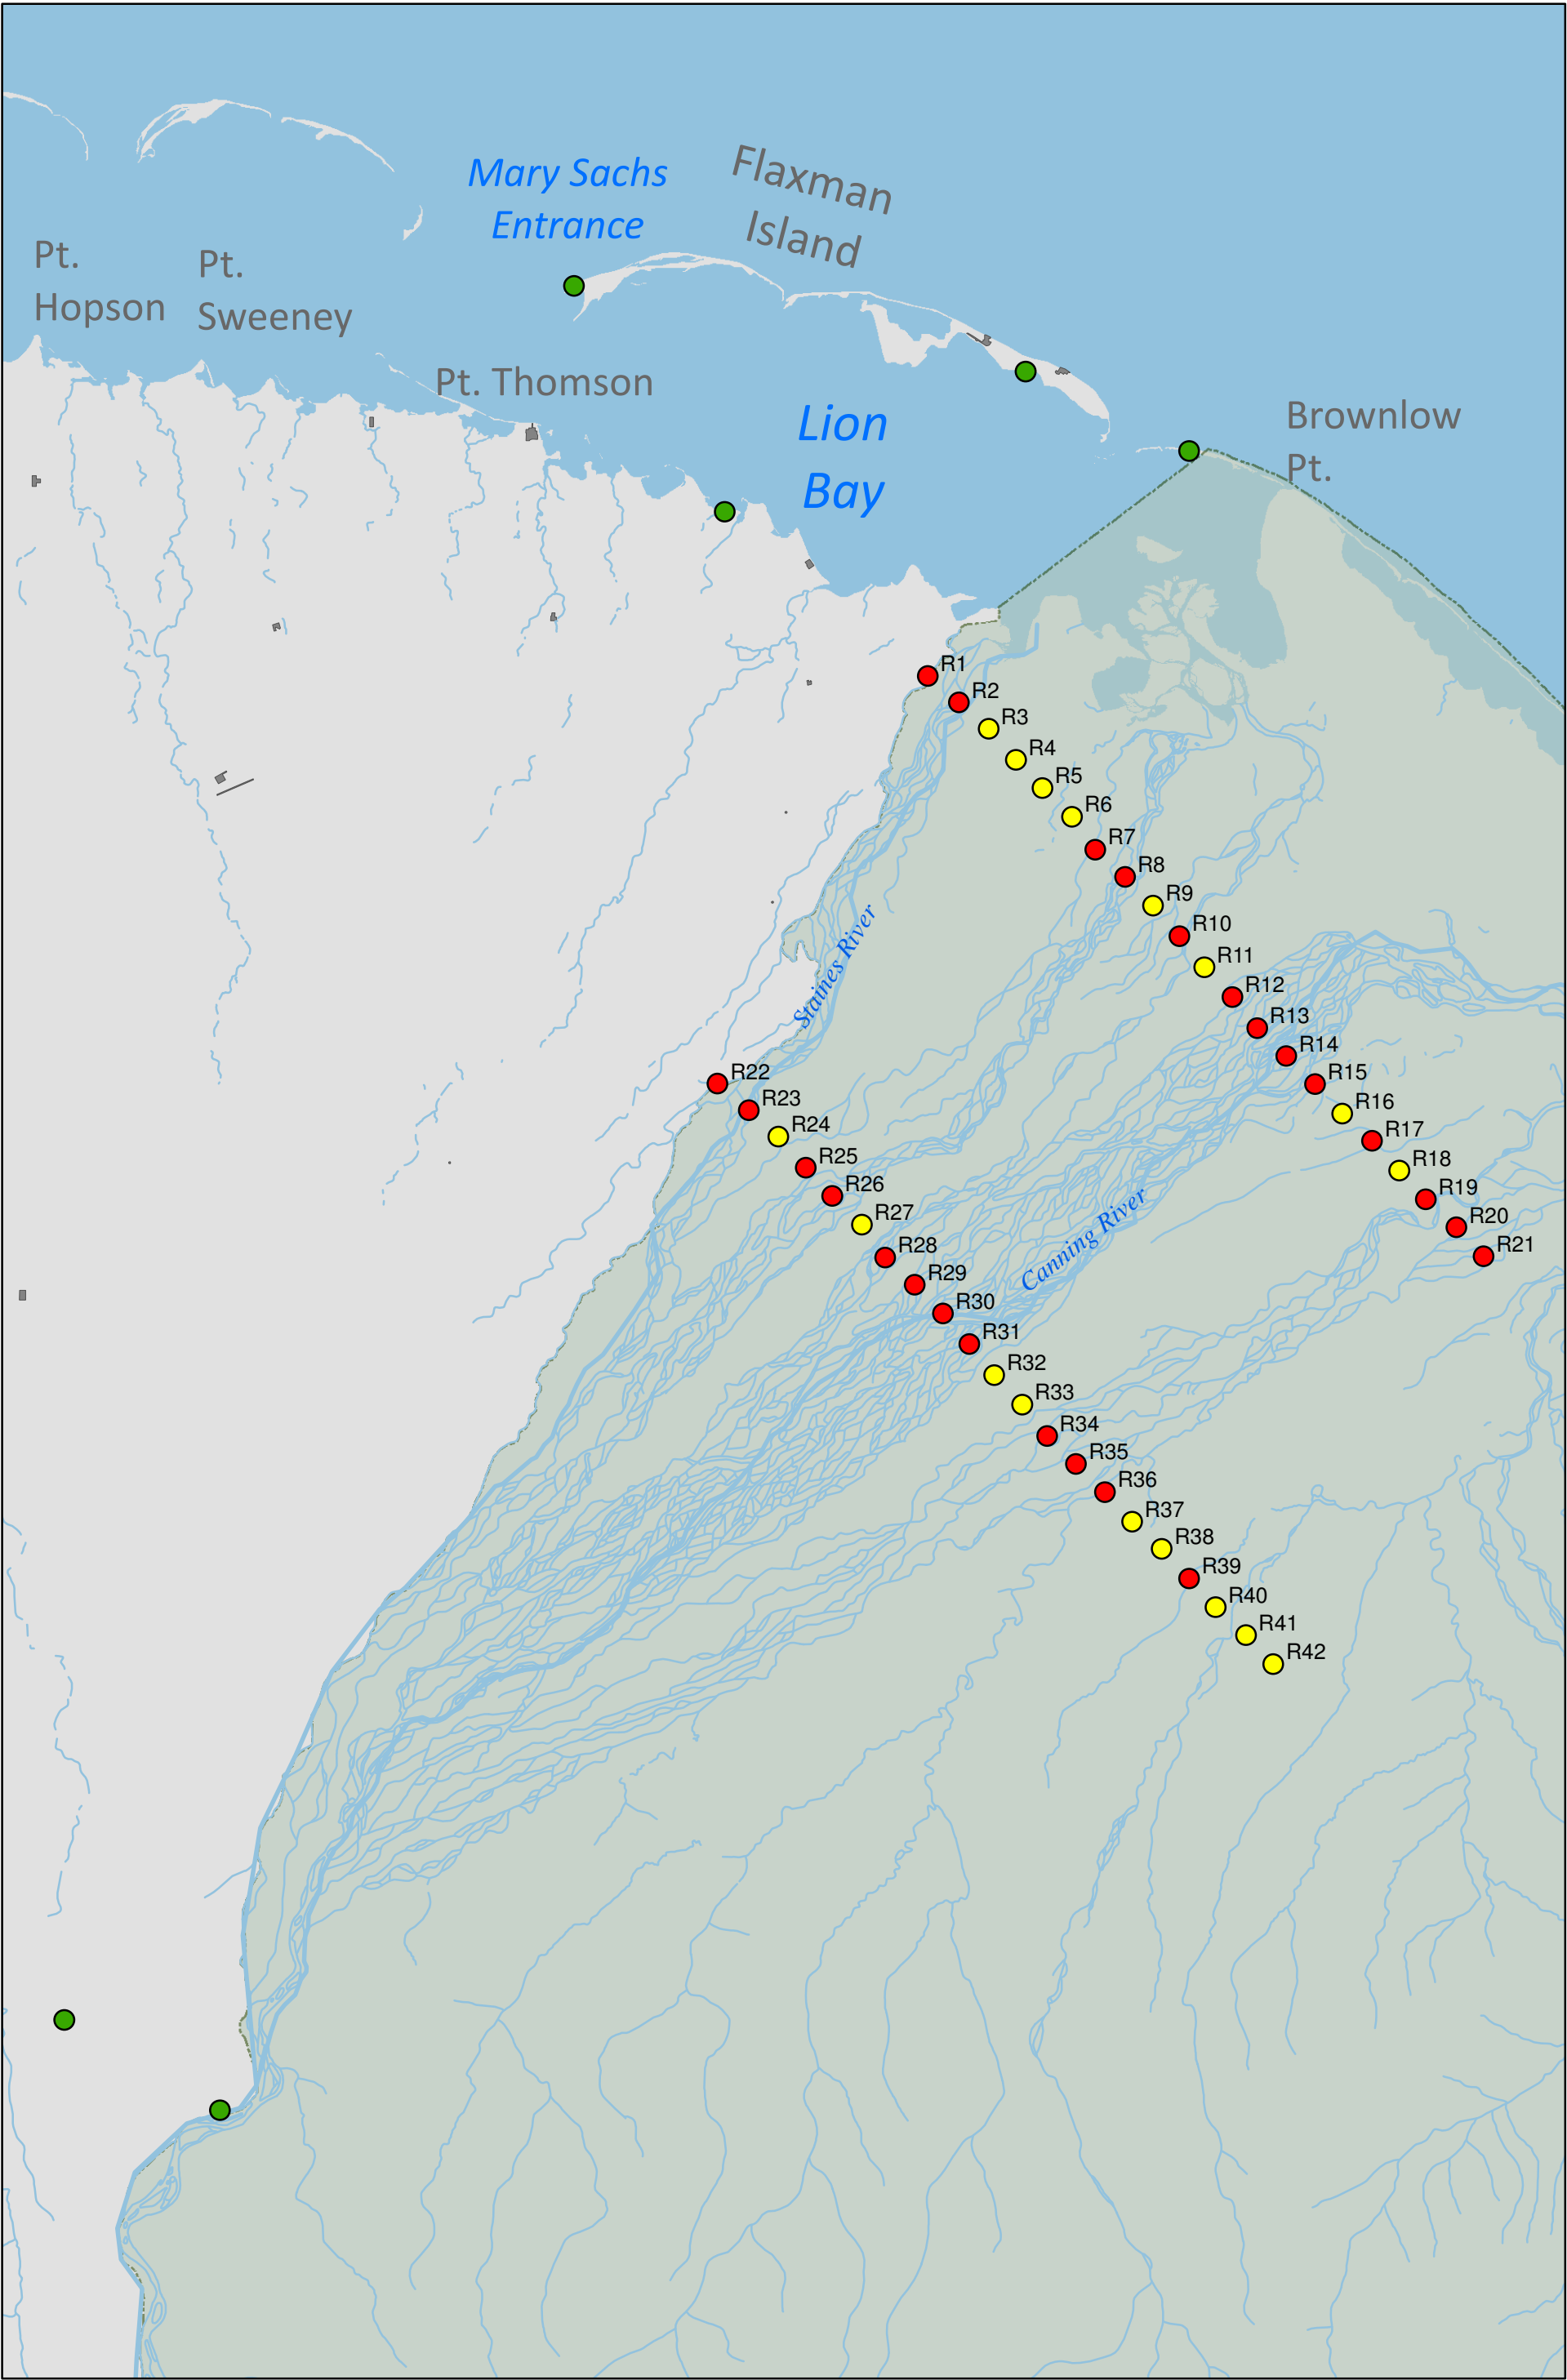 Mary Sachs
Entrance
Flaxman
Island
Pt.
Hopson
Pt.
Sweeney
Pt. Thomson
Lion
Bay
Brownlow
Pt.
R1
R2
R3
R4
R5
R6
R7
R8
R9
R10
R11
R12
R13
R14
R15
R16
R17
R18
R19
R20
R21
Staines River
R22
R23
R24
R25
R26
R27
R28
R29
R30
R31
R32
R33
R34
R35
R36
R37
R38
R39
R40
R41
R42
Canning River